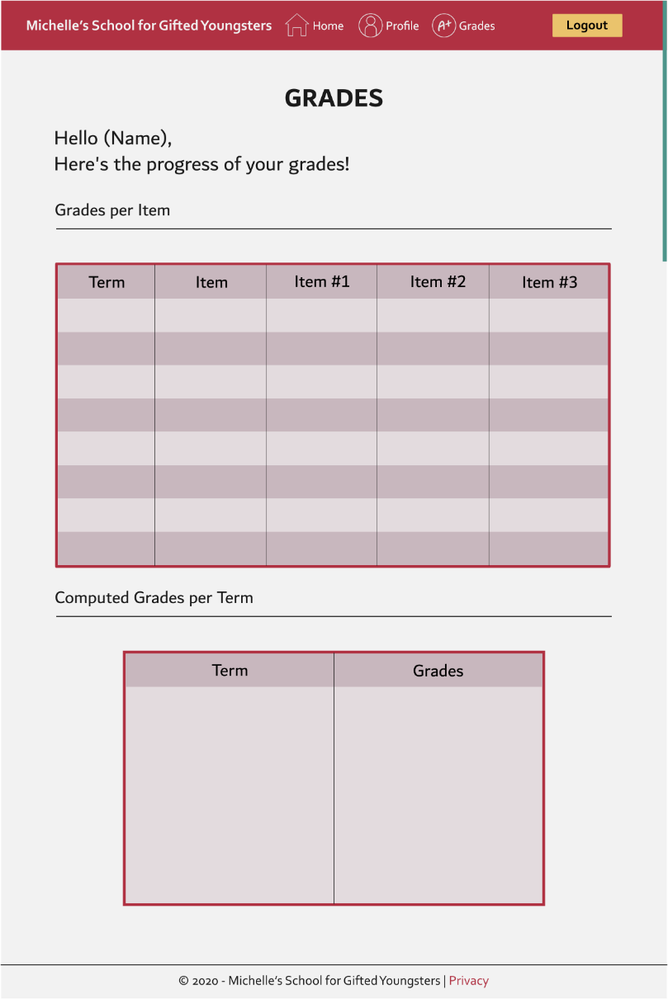 Michelle's School for Gifted Youngsters Home Profile A+ Grades Logout
GRADES
Hello (Name),
Here's the progress of your grades!
Grades per Item
Term Item Item #1 Item #2 Item #3
Computed Grades per Term
Term Grades
© 2020 - Michelle's School for Gifted Youngsters | Privacy